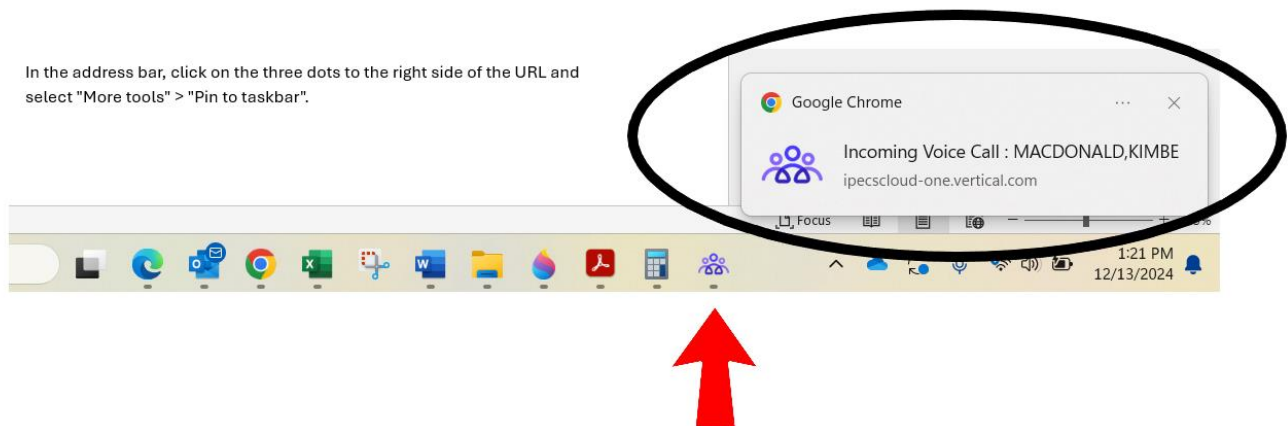 In the address bar, click on the three dots to the right side of the URL and
select "More tools" > "Pin to taskbar".
Google Chrome
Incoming Voice Call : MACDONALD,KIMBE
ipecscloud-one.vertical.com
Focus
1:21 PM
12/13/2024